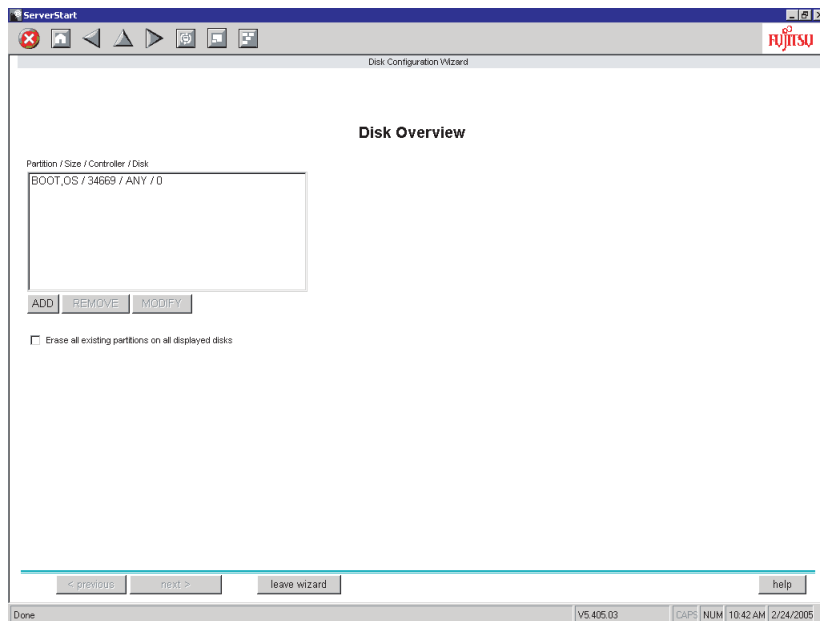 ServerStart
FUJITSU
Disk Configuration Wizard
Disk Overview
Partition / Size / Controller / Disk
BOOT,OS / 34669 / ANY / 0
ADD REMOVE MODIFY
Erase all existing partitions on all displayed disks
< previous next > leave wizard help
Done V5.405.03 CAPS NUM 10:42 AM 2/24/2005